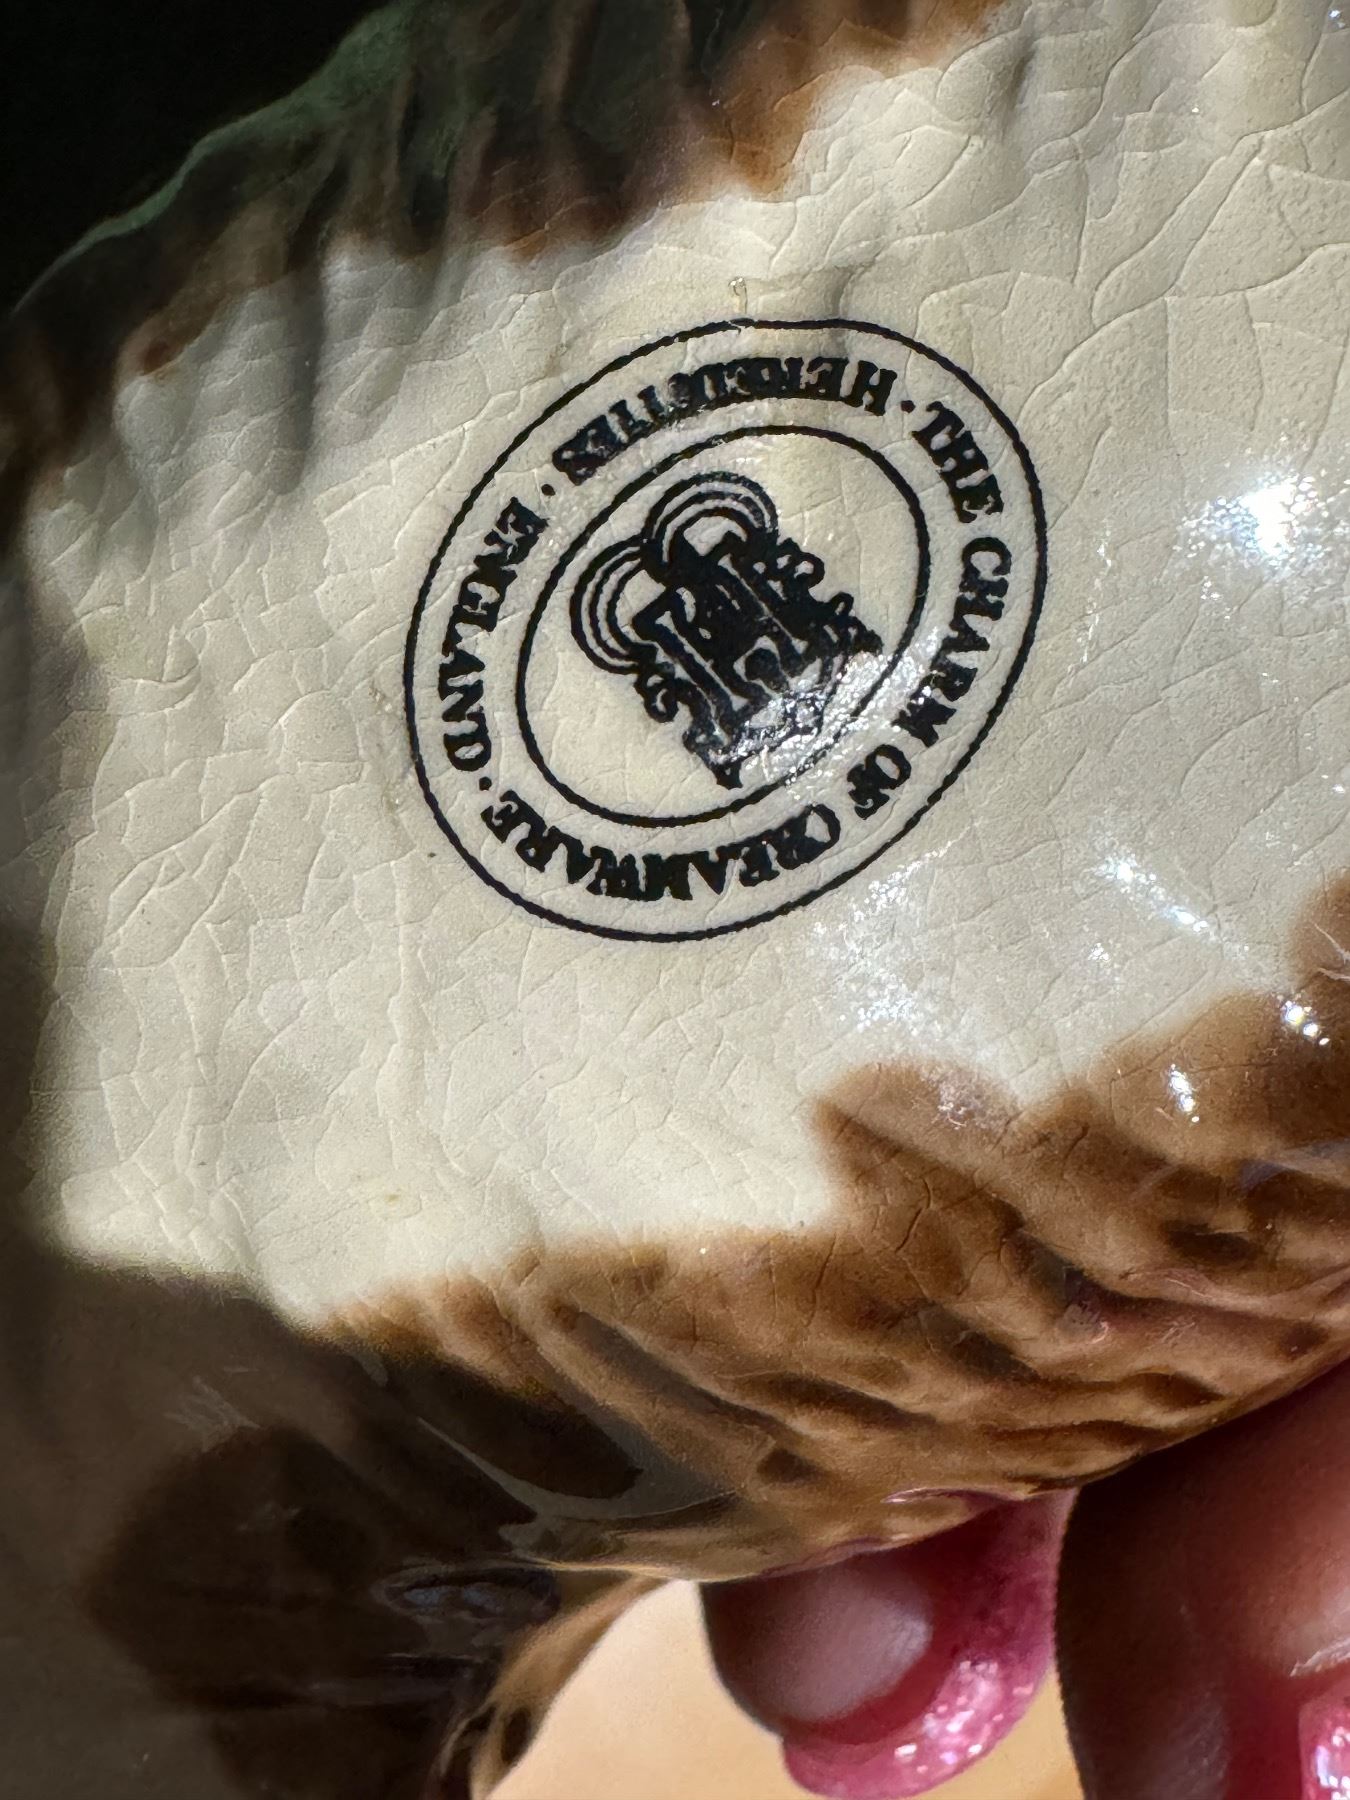 HEREDITIES · ENGLAND ·
THE CHARM OF CREAMWARE ·